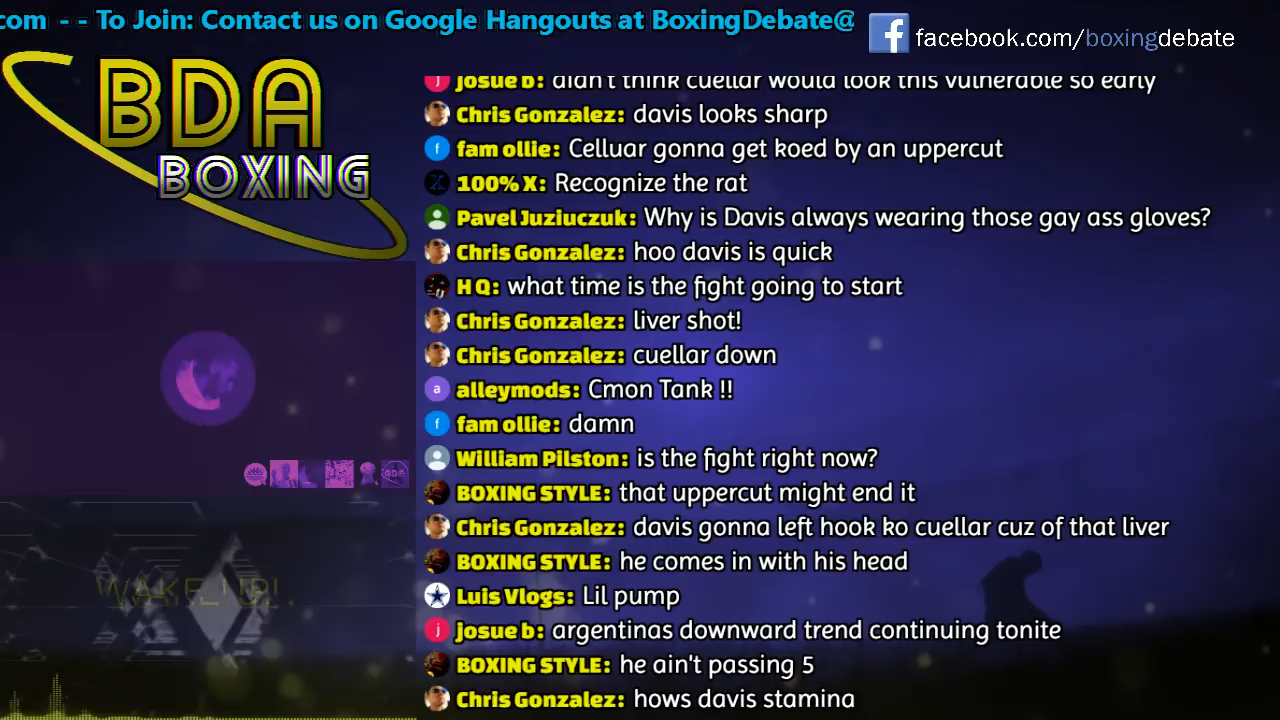 com - - To Join: Contact us on Google Hangouts at BoxingDebate@
facebook.com/boxingdebate
BDA
BOXING
josue b: didn't think cuellar would look this vulnerable so early
Chris Gonzalez: davis looks sharp
fam ollie: Celluar gonna get koed by an uppercut
100% X: Recognize the rat
Pavel Juziuczuk: Why is Davis always wearing those gay ass gloves?
Chris Gonzalez: hoo davis is quick
H Q: what time is the fight going to start
Chris Gonzalez: liver shot!
Chris Gonzalez: cuellar down
alleymods: Cmon Tank !!
fam ollie: damn
William Pilston: is the fight right now?
BOXING STYLE: that uppercut might end it
Chris Gonzalez: davis gonna left hook ko cuellar cuz of that liver
BOXING STYLE: he comes in with his head
Luis Vlogs: Lil pump
josue b: argentinas downward trend continuing tonite
BOXING STYLE: he ain't passing 5
Chris Gonzalez: hows davis stamina
WAKE UP!